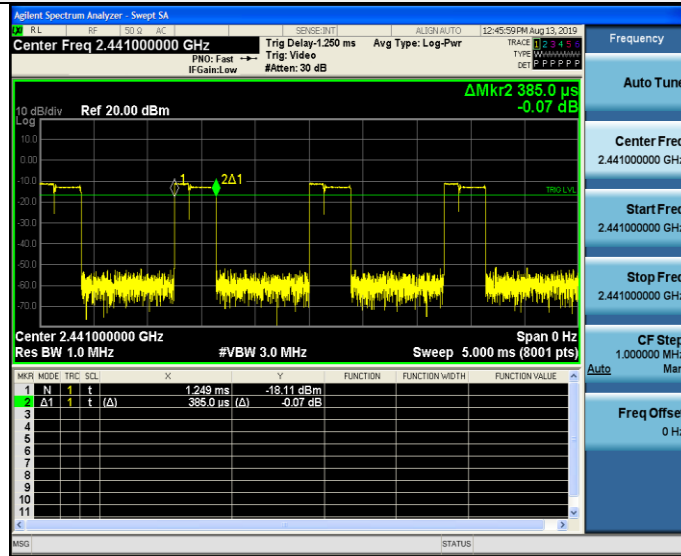 Agilent Spectrum Analyzer - Swept SA
RL RF 50 Ω AC SENSE:INT ALIGN AUTO 12:45:59 PM Aug 13, 2019
Center Freq 2.441000000 GHz
PNO: Fast
IFGain:Low
Trig Delay-1.250 ms
Trig: Video
#Atten: 30 dB
Avg Type: Log-Pwr
TRACE 1 2 3 4 5 6
TYPE WWWWWW
DET P P P P P P
ΔMkr2 385.0 µs
-0.07 dB
10 dB/div
Log
Ref 20.00 dBm
10.0
0.00
-10.0
-20.0
-30.0
-40.0
-50.0
-60.0
-70.0
1
2Δ1
TRIG LVL
Center 2.441000000 GHz
Span 0 Hz
Res BW 1.0 MHz
#VBW 3.0 MHz
Sweep 5.000 ms (8001 pts)
MKR MODE TRC SCL X Y FUNCTION FUNCTION WIDTH FUNCTION VALUE
1 N 1 t 1.249 ms -18.11 dBm
2 Δ1 1 t (Δ) 385.0 µs (Δ) -0.07 dB
3
4
5
6
7
8
9
10
11
MSG
STATUS
Frequency
Auto Tune
Center Freq
2.441000000 GHz
Start Freq
2.441000000 GHz
Stop Freq
2.441000000 GHz
CF Step
1.000000 MHz
Auto Man
Freq Offset
0 Hz